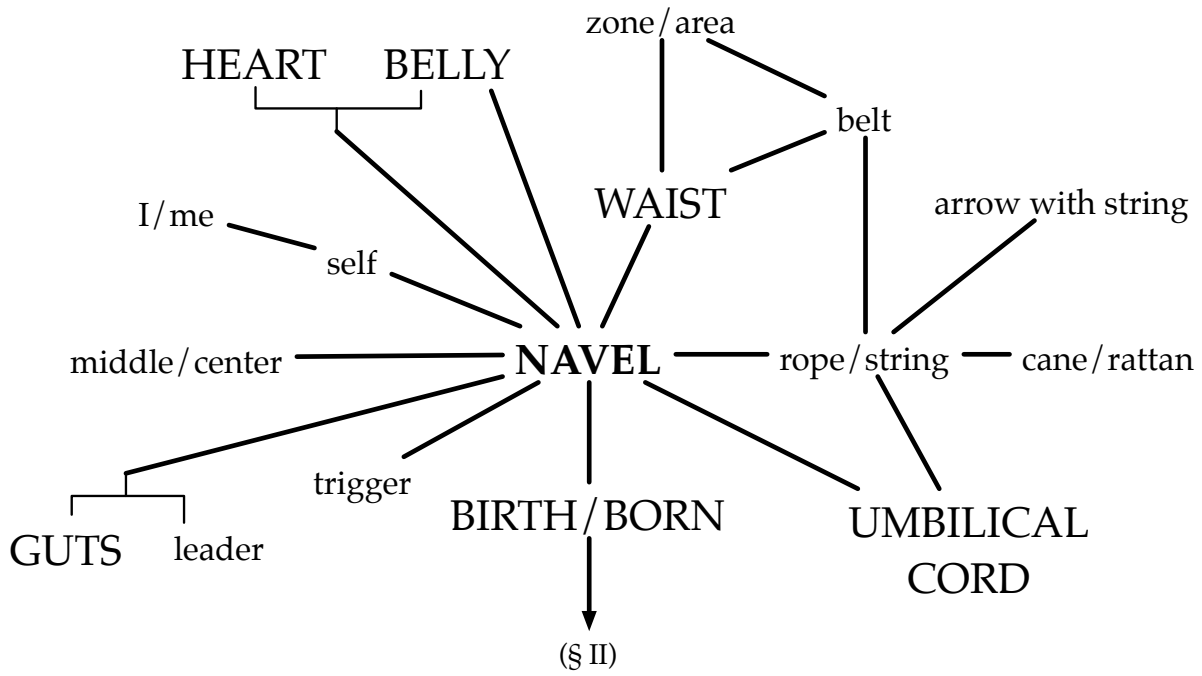 zone/area
HEART
BELLY
belt
WAIST
arrow with string
I/me
self
middle/center
NAVEL
rope/string
cane/rattan
trigger
BIRTH/BORN
UMBILICAL
CORD
GUTS
leader
(§ II)